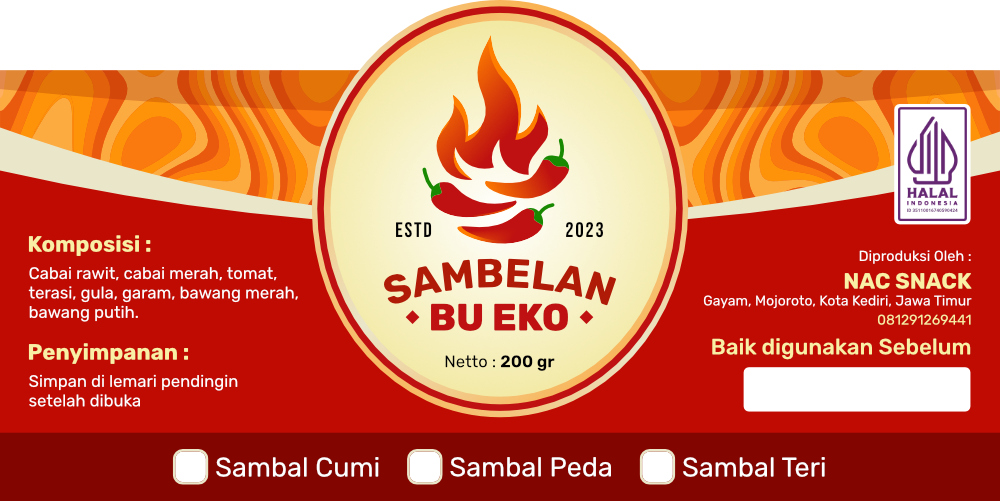 ESTD 2023
SAMBELAN
BU EKO
Netto : 200 gr
Komposisi :
Cabai rawit, cabai merah, tomat,
terasi, gula, garam, bawang merah,
bawang putih.
Penyimpanan :
Simpan di lemari pendingin
setelah dibuka
HALAL
INDONESIA
Diproduksi Oleh :
NAC SNACK
Gayam, Mojoroto, Kota Kediri, Jawa Timur
081291269441
Baik digunakan Sebelum
Sambal Cumi
Sambal Peda
Sambal Teri